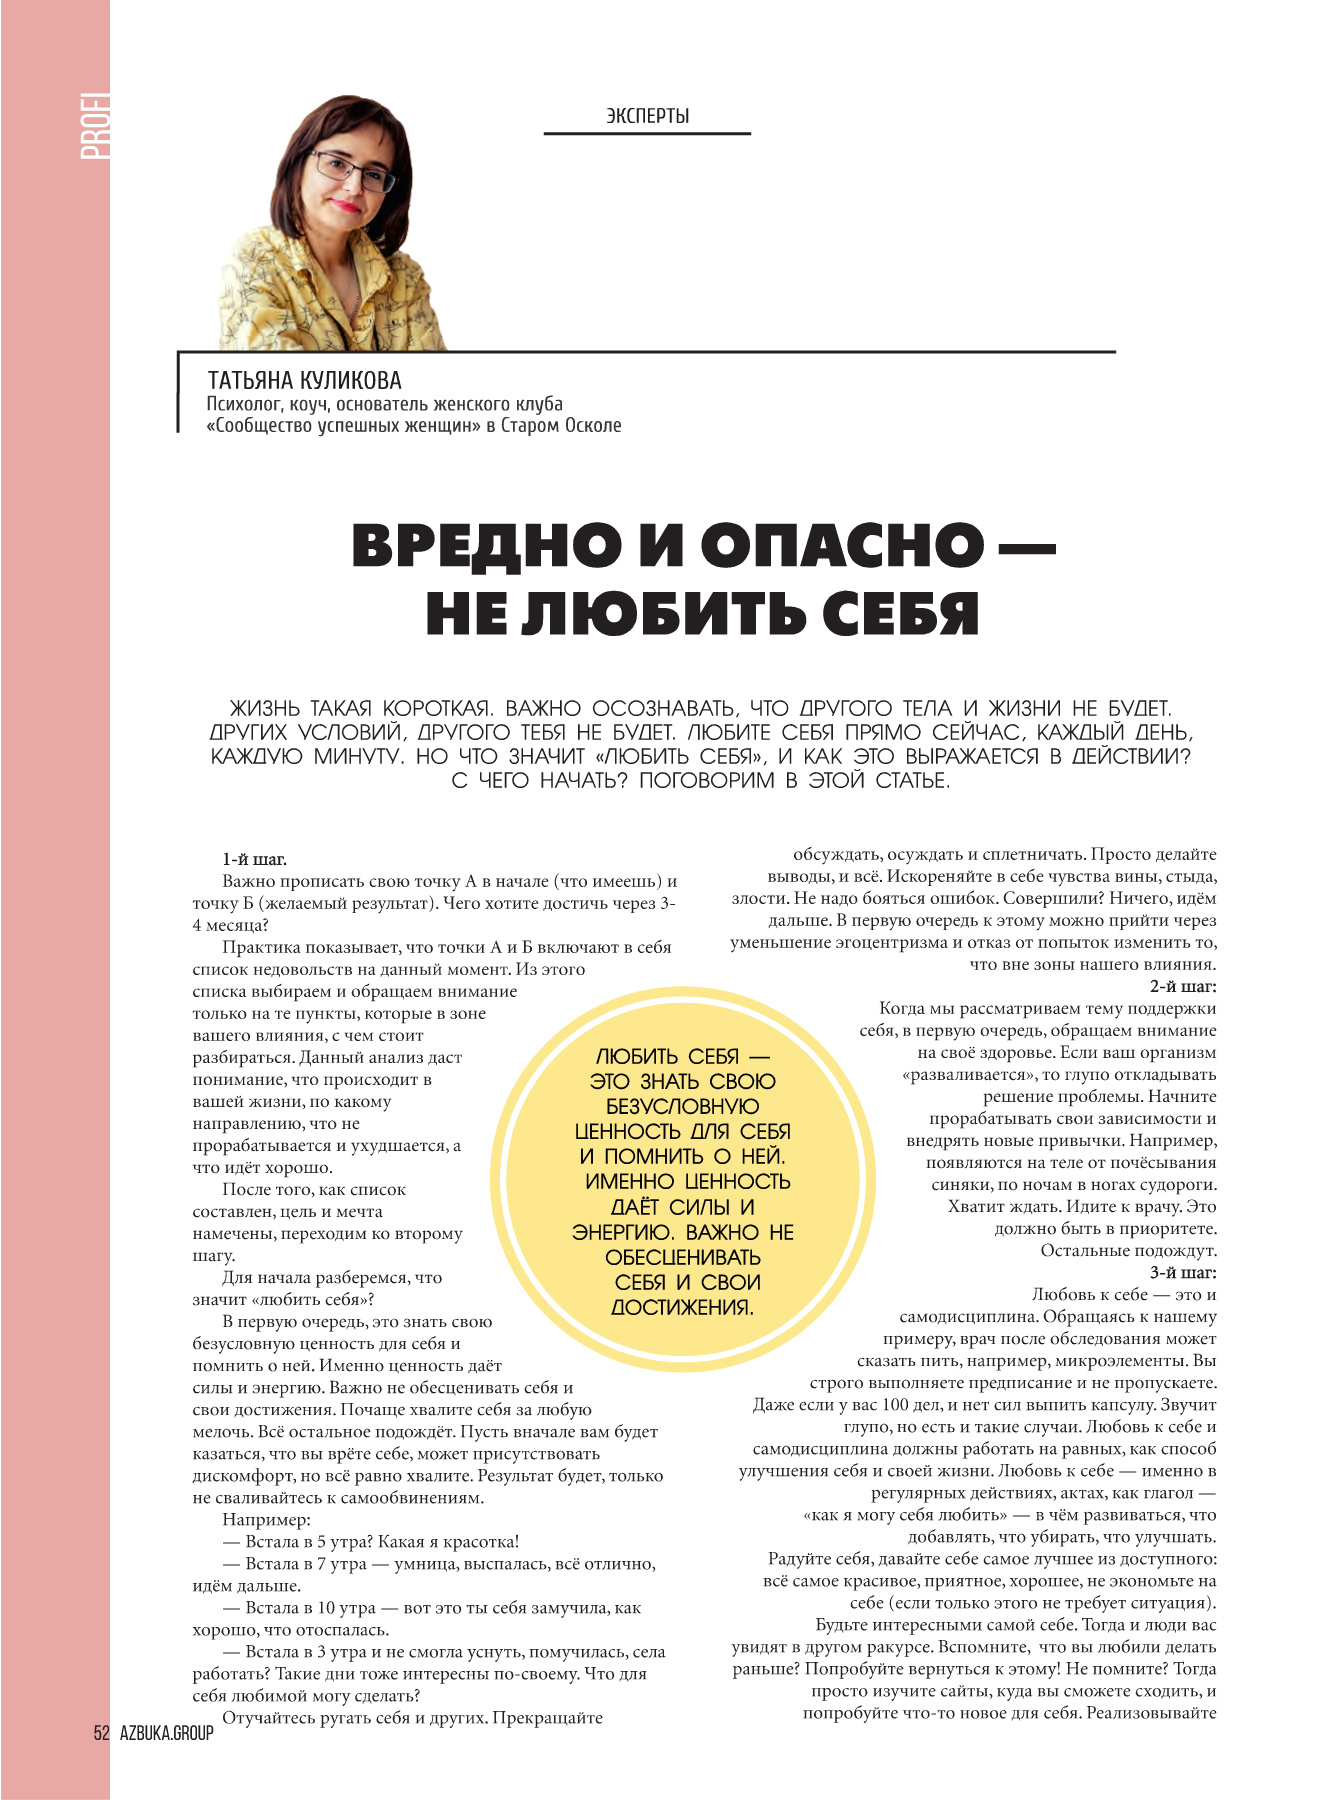 PROFI
ЭКСПЕРТЫ
ТАТЬЯНА КУЛИКОВА
Психолог, коуч, основатель женского клуба
«Сообщество успешных женщин» в Старом Осколе
ВРЕДНО И ОПАСНО —
НЕ ЛЮБИТЬ СЕБЯ
ЖИЗНЬ ТАКАЯ КОРОТКАЯ. ВАЖНО ОСОЗНАВАТЬ, ЧТО ДРУГОГО ТЕЛА И ЖИЗНИ НЕ БУДЕТ.
ДРУГИХ УСЛОВИЙ, ДРУГОГО ТЕБЯ НЕ БУДЕТ. ЛЮБИТЕ СЕБЯ ПРЯМО СЕЙЧАС, КАЖДЫЙ ДЕНЬ,
КАЖДУЮ МИНУТУ. НО ЧТО ЗНАЧИТ «ЛЮБИТЬ СЕБЯ», И КАК ЭТО ВЫРАЖАЕТСЯ В ДЕЙСТВИИ?
С ЧЕГО НАЧАТЬ? ПОГОВОРИМ В ЭТОЙ СТАТЬЕ.
1-й шаг.
Важно прописать свою точку А в начале (что имеешь) и
точку Б (желаемый результат). Чего хотите достичь через 3-
4 месяца?
Практика показывает, что точки А и Б включают в себя
список недовольств на данный момент. Из этого
списка выбираем и обращаем внимание
только на те пункты, которые в зоне
вашего влияния, с чем стоит
разбираться. Данный анализ даст
понимание, что происходит в
вашей жизни, по какому
направлению, что не
прорабатывается и ухудшается, а
что идёт хорошо.
После того, как список
составлен, цель и мечта
намечены, переходим ко второму
шагу.
Для начала разберемся, что
значит «любить себя»?
В первую очередь, это знать свою
безусловную ценность для себя и
помнить о ней. Именно ценность даёт
силы и энергию. Важно не обесценивать себя и
свои достижения. Почаще хвалите себя за любую
мелочь. Всё остальное подождёт. Пусть вначале вам будет
казаться, что вы врёте себе, может присутствовать
дискомфорт, но всё равно хвалите. Результат будет, только
не сваливайтесь к самообвинениям.
Например:
— Встала в 5 утра? Какая я красотка!
— Встала в 7 утра — умница, выспалась, всё отлично,
идём дальше.
— Встала в 10 утра — вот это ты себя замучила, как
хорошо, что отоспалась.
— Встала в 3 утра и не смогла уснуть, помучилась, села
работать? Такие дни тоже интересны по-своему. Что для
себя любимой могу сделать?
Отучайтесь ругать себя и других. Прекращайте
ЛЮБИТЬ СЕБЯ —
ЭТО ЗНАТЬ СВОЮ
БЕЗУСЛОВНУЮ
ЦЕННОСТЬ ДЛЯ СЕБЯ
И ПОМНИТЬ О НЕЙ.
ИМЕННО ЦЕННОСТЬ
ДАЁТ СИЛЫ И
ЭНЕРГИЮ. ВАЖНО НЕ
ОБЕСЦЕНИВАТЬ
СЕБЯ И СВОИ
ДОСТИЖЕНИЯ.
обсуждать, осуждать и сплетничать. Просто делайте
выводы, и всё. Искореняйте в себе чувства вины, стыда,
злости. Не надо бояться ошибок. Совершили? Ничего, идём
дальше. В первую очередь к этому можно прийти через
уменьшение эгоцентризма и отказ от попыток изменить то,
что вне зоны нашего влияния.
2-й шаг:
Когда мы рассматриваем тему поддержки
себя, в первую очередь, обращаем внимание
на своё здоровье. Если ваш организм
«разваливается», то глупо откладывать
решение проблемы. Начните
прорабатывать свои зависимости и
внедрять новые привычки. Например,
появляются на теле от почёсывания
синяки, по ночам в ногах судороги.
Хватит ждать. Идите к врачу. Это
должно быть в приоритете.
Остальные подождут.
3-й шаг:
Любовь к себе — это и
самодисциплина. Обращаясь к нашему
примеру, врач после обследования может
сказать пить, например, микроэлементы. Вы
строго выполняете предписание и не пропускаете.
Даже если у вас 100 дел, и нет сил выпить капсулу. Звучит
глупо, но есть и такие случаи. Любовь к себе и
самодисциплина должны работать на равных, как способ
улучшения себя и своей жизни. Любовь к себе — именно в
регулярных действиях, актах, как глагол —
«как я могу себя любить» — в чём развиваться, что
добавлять, что убирать, что улучшать.
Радуйте себя, давайте себе самое лучшее из доступного:
всё самое красивое, приятное, хорошее, не экономьте на
себе (если только этого не требует ситуация).
Будьте интересными самой себе. Тогда и люди вас
увидят в другом ракурсе. Вспомните, что вы любили делать
раньше? Попробуйте вернуться к этому! Не помните? Тогда
просто изучите сайты, куда вы сможете сходить, и
попробуйте что-то новое для себя. Реализовывайте
52 AZBUKA.GROUP